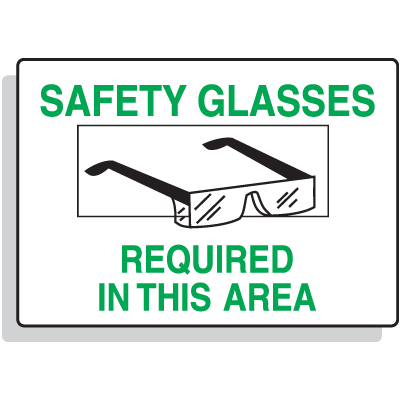 SAFETY GLASSES
REQUIRED
IN THIS AREA